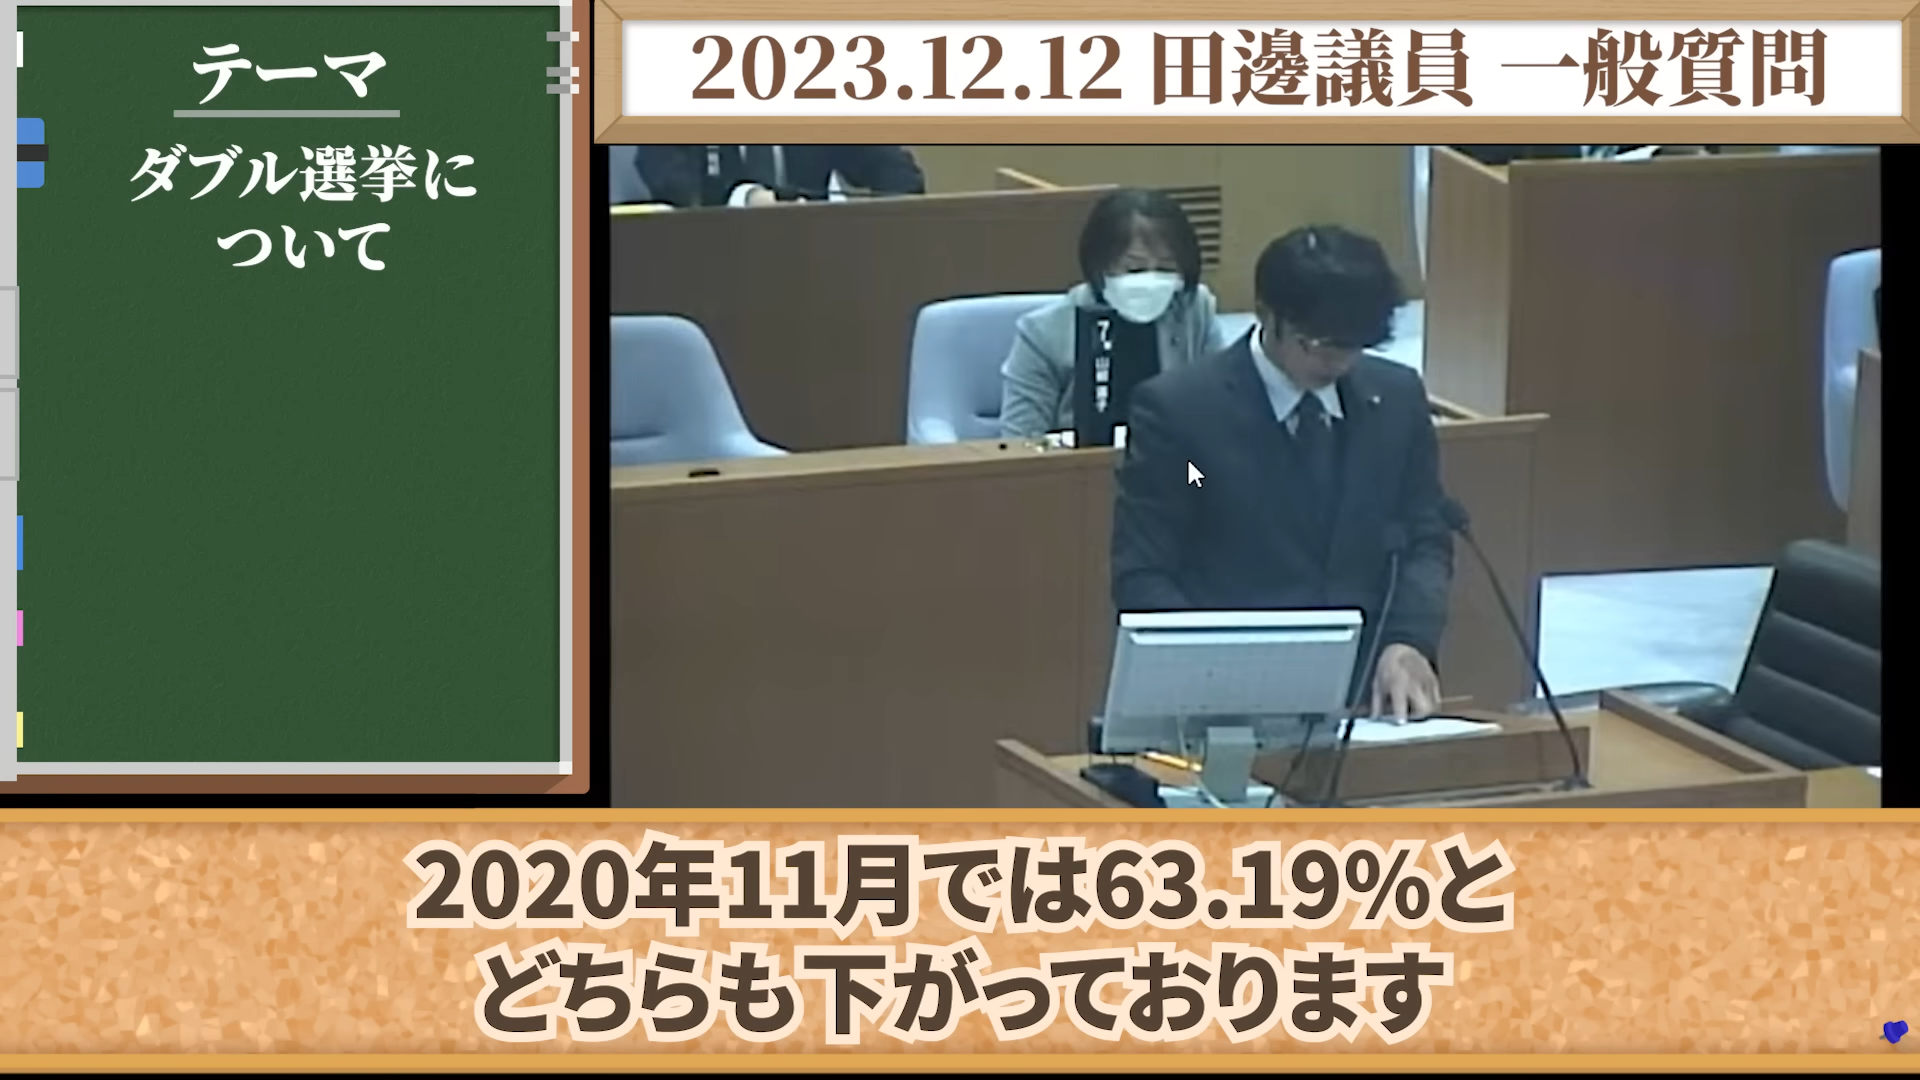 テーマ
ダブル選挙に
ついて
2023.12.12 田邊議員 一般質問
2020年11月では63.19%と
どちらも下がっております